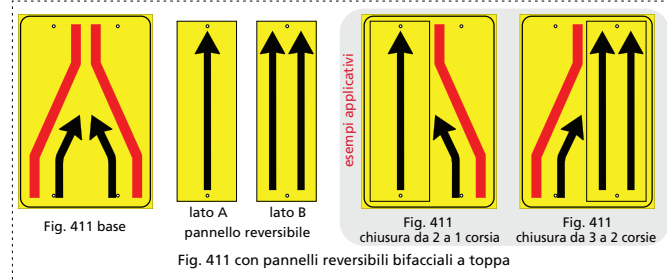 esempi applicativi
Fig. 411 base
lato A
lato B
pannello reversibile
Fig. 411
chiusura da 2 a 1 corsia
Fig. 411
chiusura da 3 a 2 corsie
Fig. 411 con pannelli reversibili bifacciali a toppa